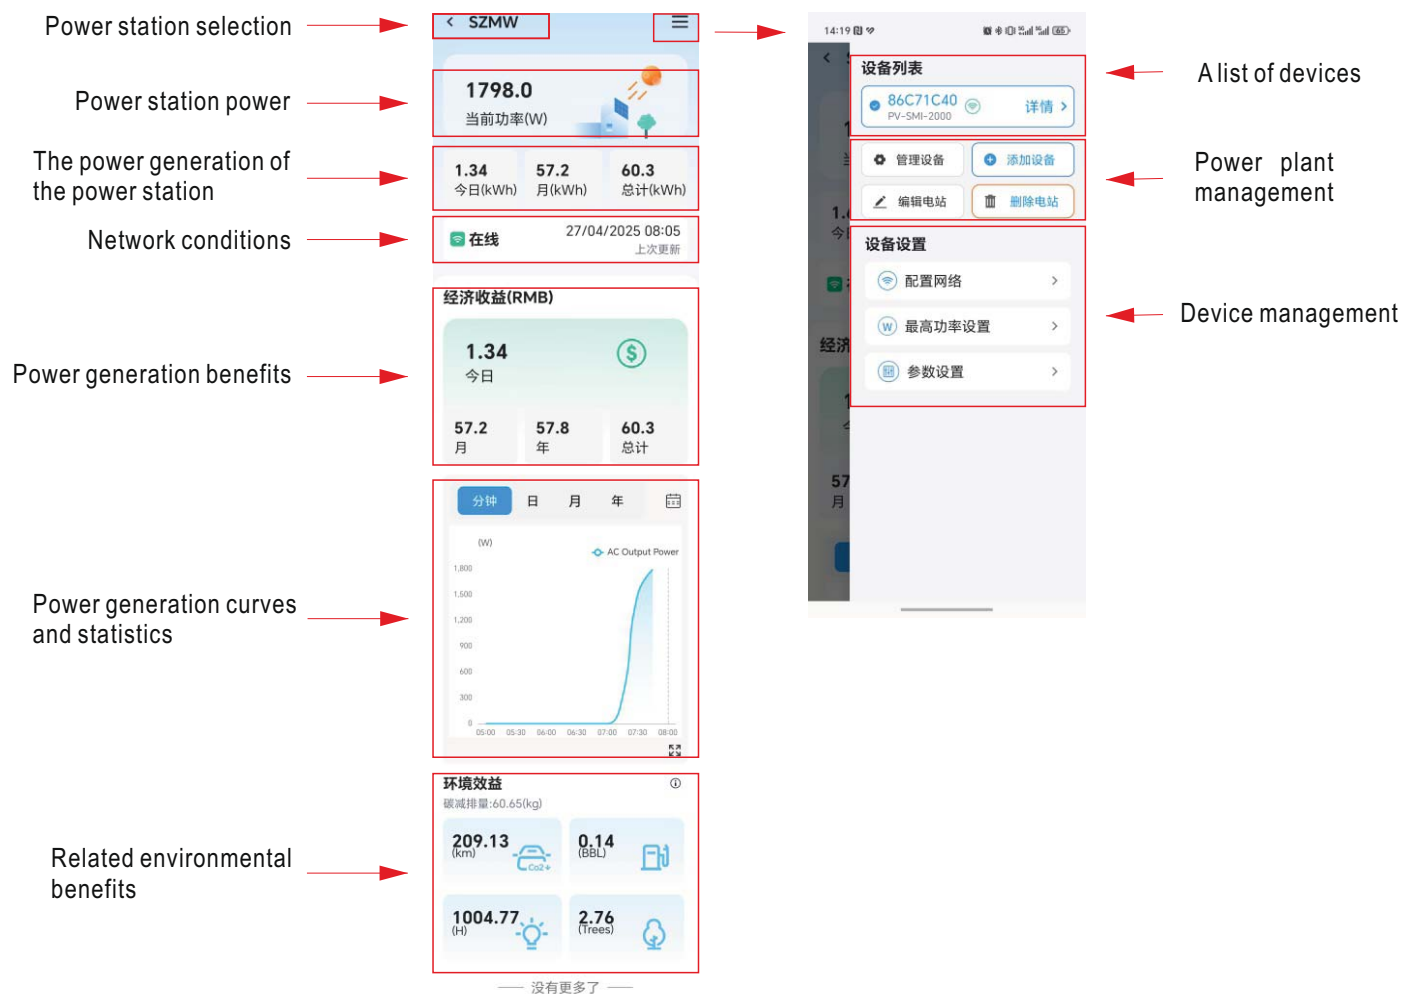 Power station selection
Power station power
The power generation of
the power station
Network conditions
Power generation benefits
Power generation curves
and statistics
Related environmental
benefits
SZMW
1798.0
当前功率(W)
1.34
今日(kWh)
57.2
月(kWh)
60.3
总计(kWh)
在线
27/04/2025 08:05
上次更新
经济收益(RMB)
1.34
今日
57.2
月
57.8
年
60.3
总计
分钟 日 月 年
(W)
AC Output Power
1,800
1,500
1,200
900
600
300
0
05:00 05:30 06:00 06:30 07:00 07:30 08:00
环境效益
碳减排量:60.65(kg)
209.13
(km)
Co2
0.14
(BBL)
1004.77
(H)
2.76
(Trees)
没有更多了
14:19
设备列表
86C71C40
PV-SMI-2000
详情
管理设备
添加设备
编辑电站
删除电站
设备设置
配置网络
W 最高功率设置
参数设置
A list of devices
Power plant
management
Device management